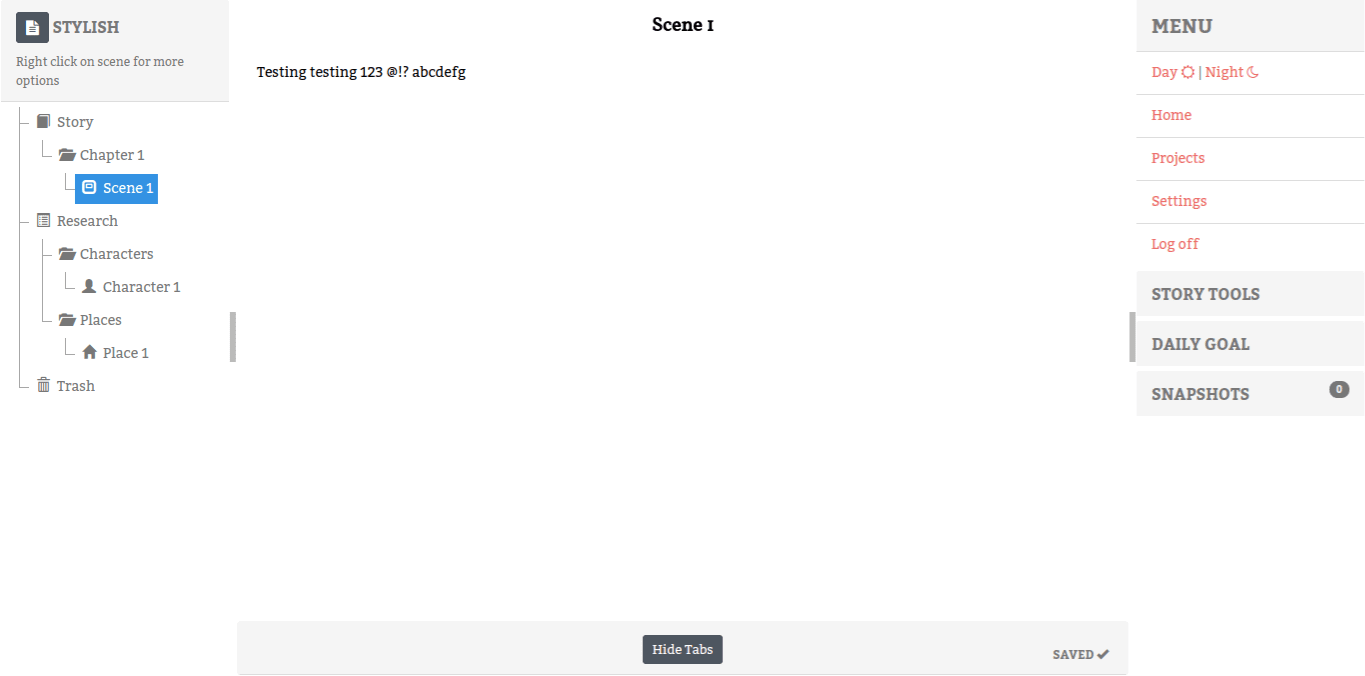 STYLISH
Right click on scene for more
options
Story
Chapter 1
Scene 1
Research
Characters
Character 1
Places
Place 1
Trash
Scene 1
Testing testing 123 @!? abcdefg
Hide Tabs
SAVED
MENU
Day | Night
Home
Projects
Settings
Log off
STORY TOOLS
DAILY GOAL
SNAPSHOTS 0